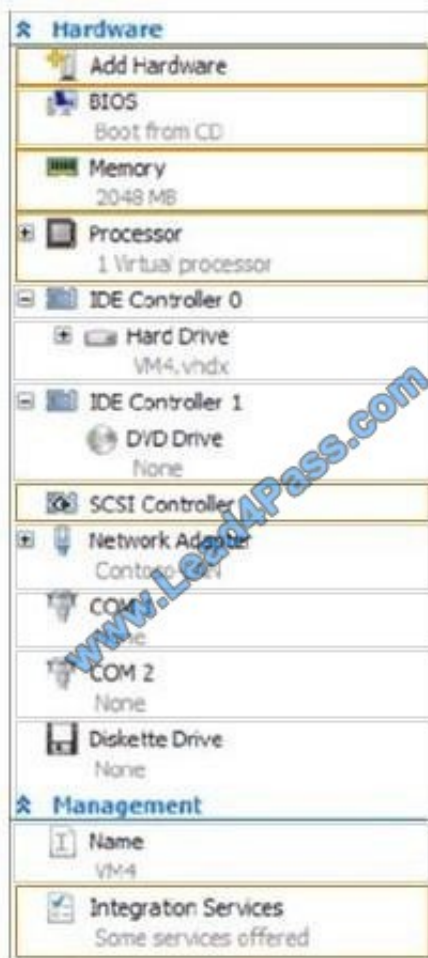 Hardware
Add Hardware
BIOS
Boot from CD
Memory
2048 MB
Processor
1 Virtual processor
IDE Controller 0
Hard Drive
VM4.vhdx
IDE Controller 1
DVD Drive
None
SCSI Controller
Network Adapter
COM
None
COM 2
None
Diskette Drive
None
Management
Name
VM4
Integration Services
Some services offered
www.Lead4Pass.com